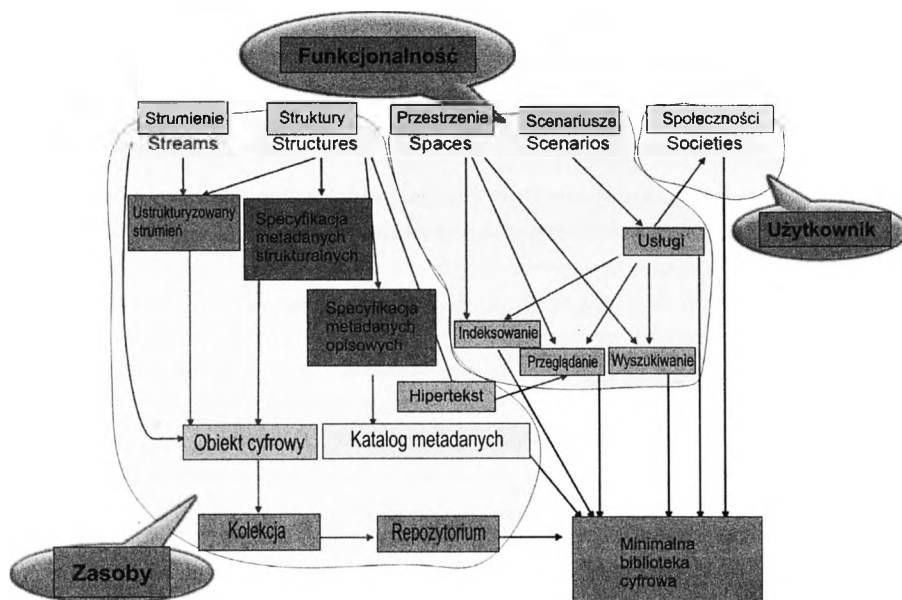 Funkcjonalność
Strumienie
Streams
Struktury
Structures
Przestrzenie
Spaces
Scenariusze
Scenarios
Społeczności
Societies
Użytkownik
Ustrukturyzowany
strumień
Specyfikacja
metadanych
strukturalnych
Usługi
Specyfikacja
metadanych
opisowych
Indeksowanie
Przeglądanie
Wyszukiwanie
Hipertekst
Obiekt cyfrowy
Katalog metadanych
Kolekcja
Repozytorium
Minimalna
biblioteka
cyfrowa
Zasoby